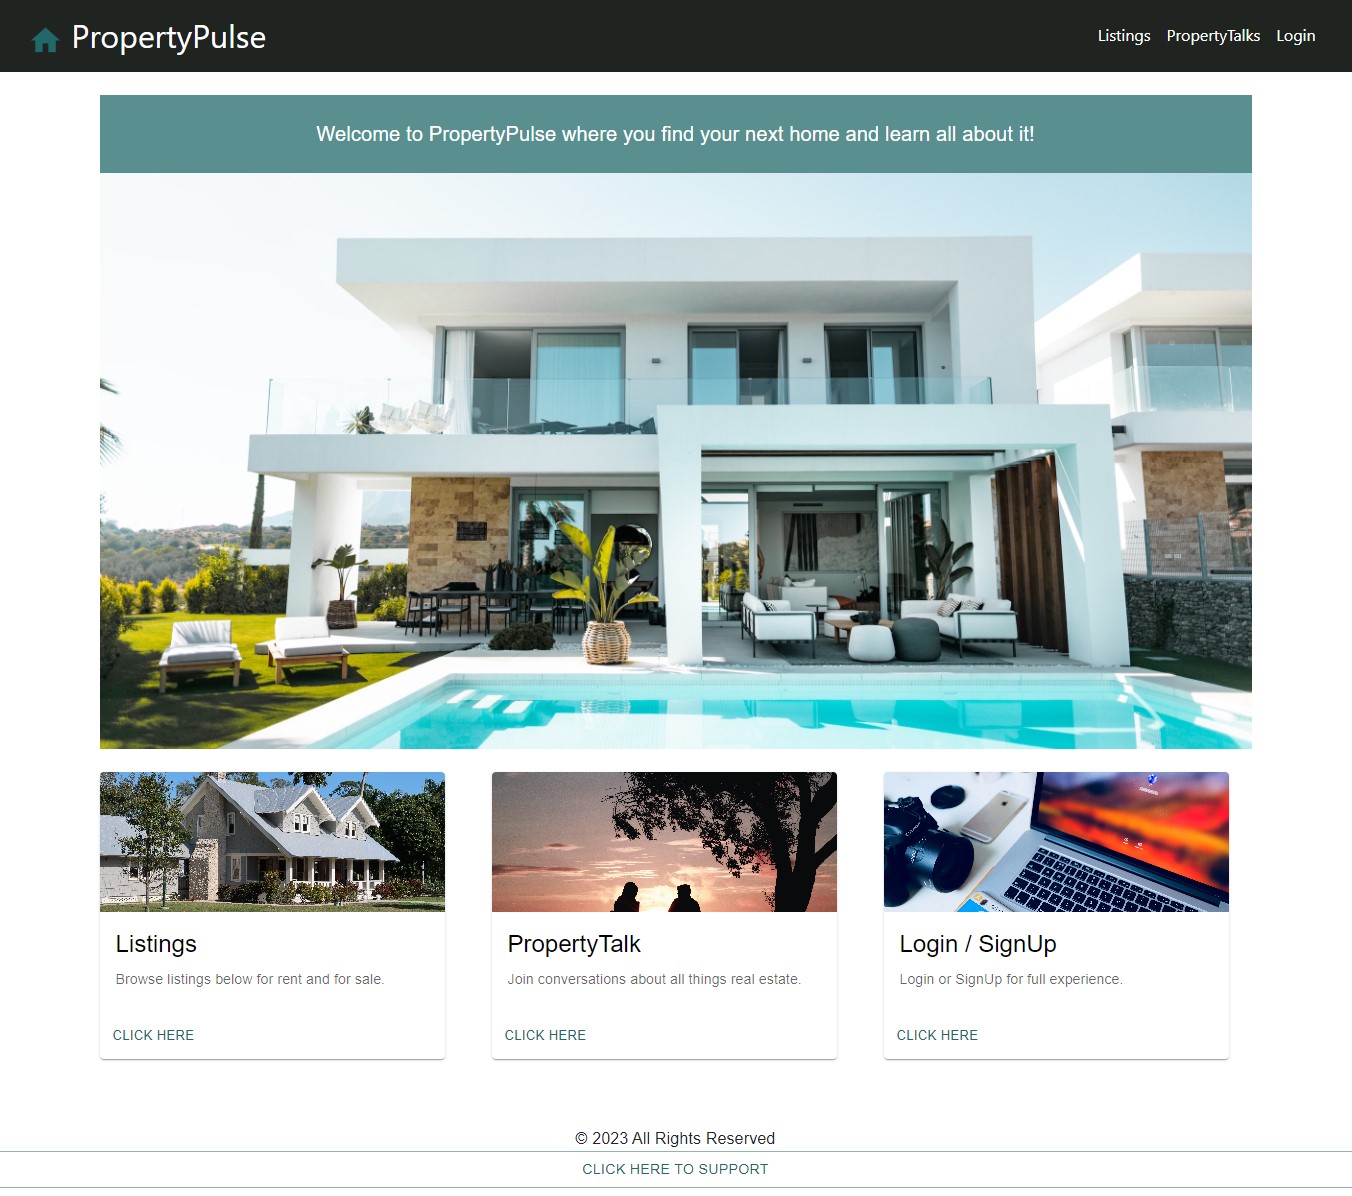 PropertyPulse
Listings PropertyTalks Login
Welcome to PropertyPulse where you find your next home and learn all about it!
Listings
Browse listings below for rent and for sale.
CLICK HERE
PropertyTalk
Join conversations about all things real estate.
CLICK HERE
Login / SignUp
Login or SignUp for full experience.
CLICK HERE
© 2023 All Rights Reserved
CLICK HERE TO SUPPORT